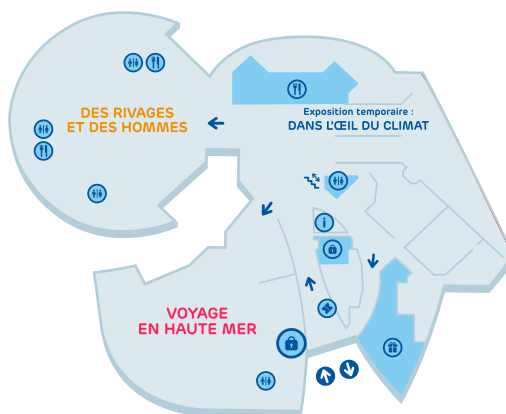 DES RIVAGES
ET DES HOMMES
Exposition temporaire :
DANS L'ŒIL DU CLIMAT
i
VOYAGE
EN HAUTE MER